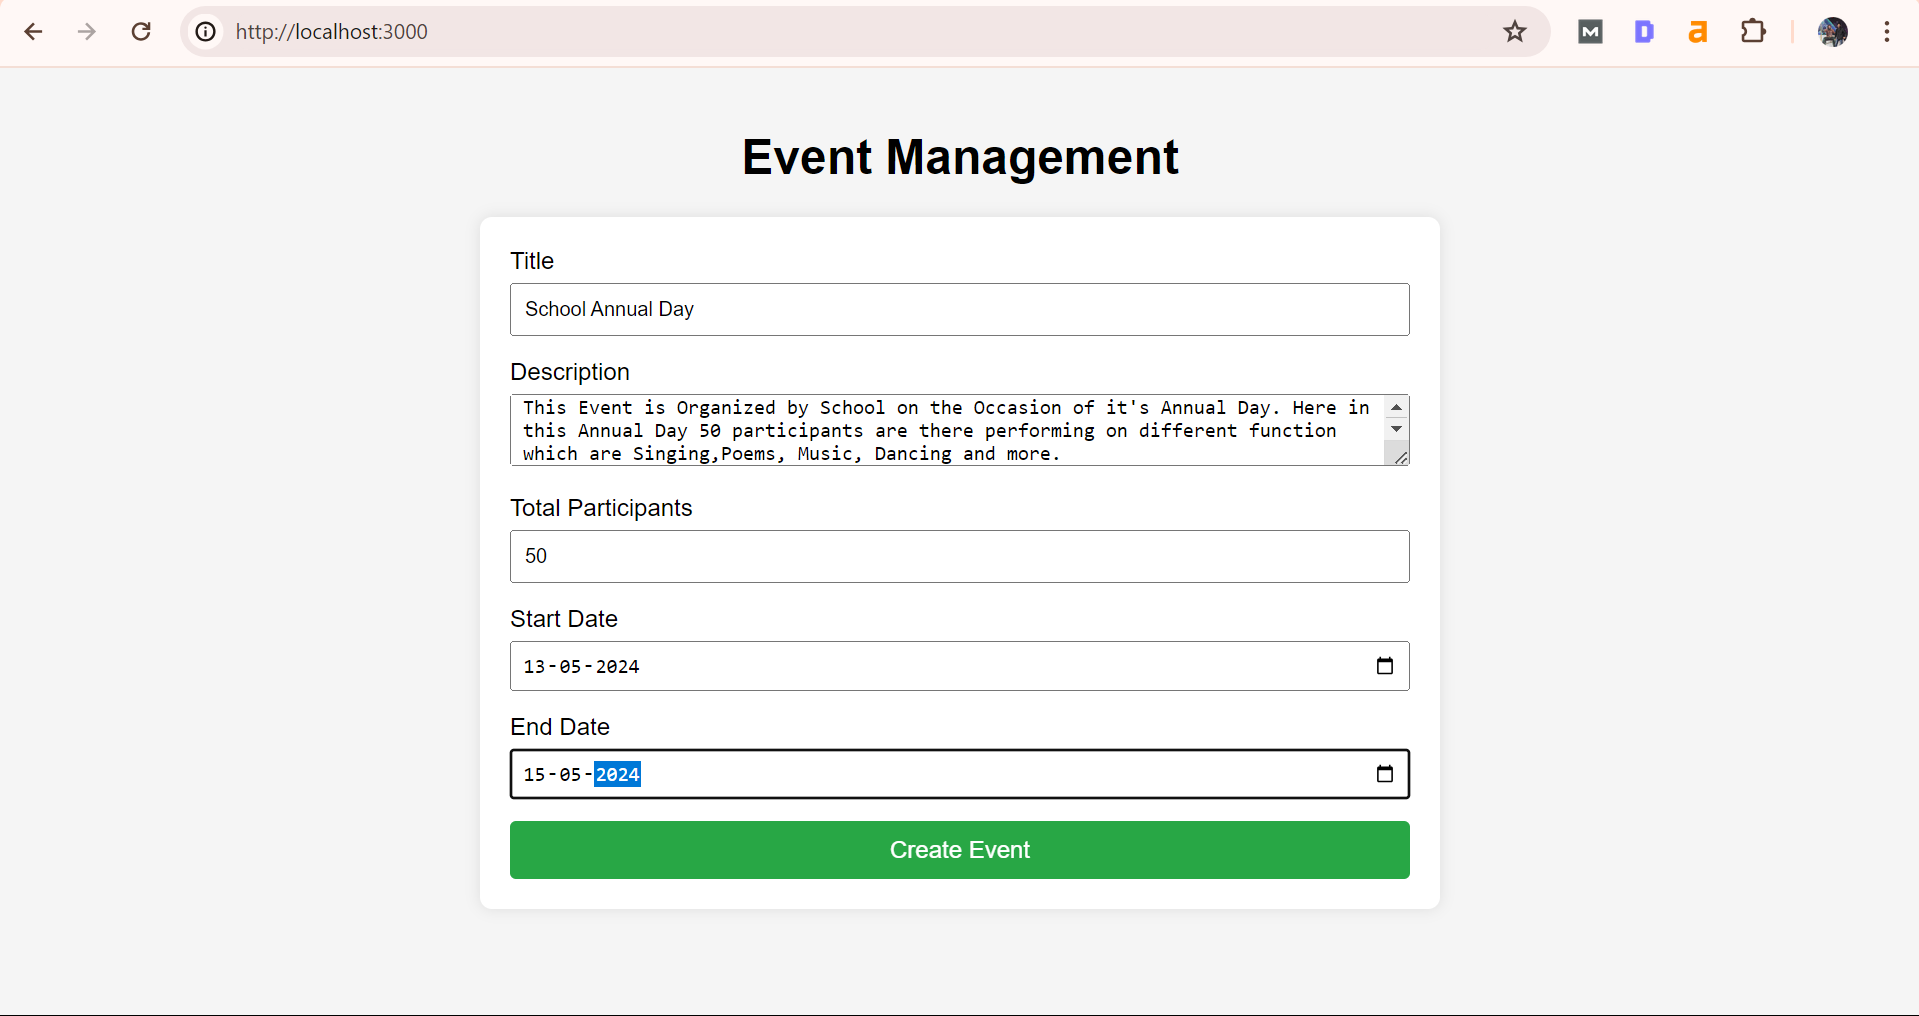 http://localhost:3000
Event Management
Title
School Annual Day
Description
This Event is Organized by School on the Occasion of it's Annual Day. Here in
this Annual Day 50 participants are there performing on different function
which are Singing,Poems, Music, Dancing and more.
Total Participants
50
Start Date
13-05-2024
End Date
15-05-2024
Create Event